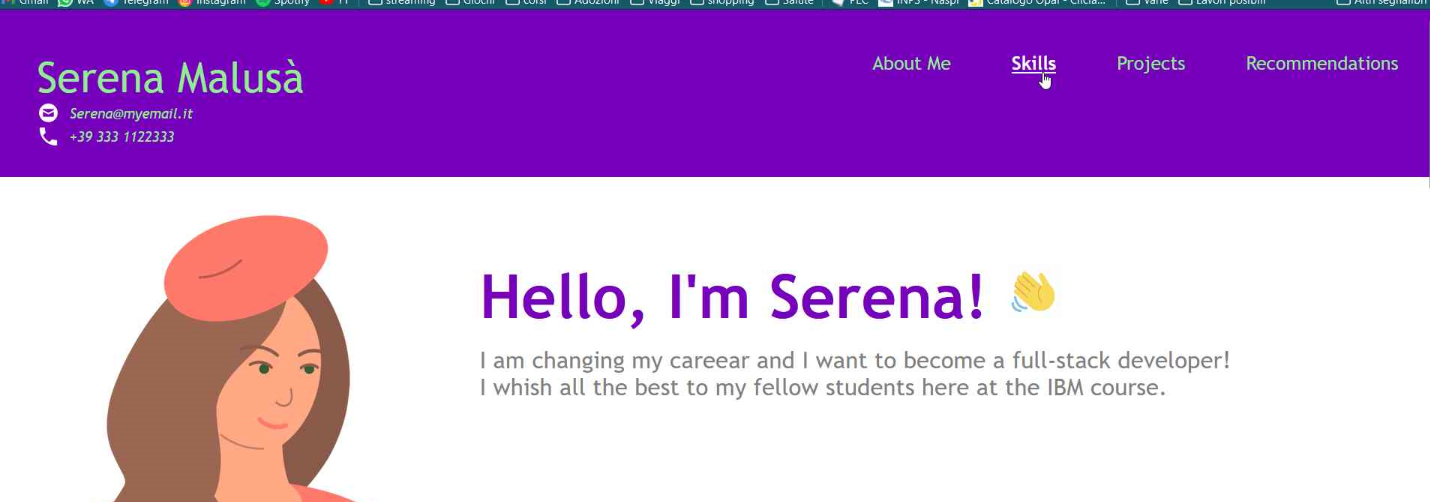 Gmail WA Telegram Instagram Spotify YT streaming Giochi corsi Adozioni Viaggi shopping Salute PEC INPS - Naspi Catalogo Opal - Clicla... Varie Lavori posibili Altri segnalibri
About Me Skills Projects Recommendations
Serena Malusà
Serena@myemail.it
+39 333 1122333
Hello, I'm Serena!
I am changing my careear and I want to become a full-stack developer!
I whish all the best to my fellow students here at the IBM course.